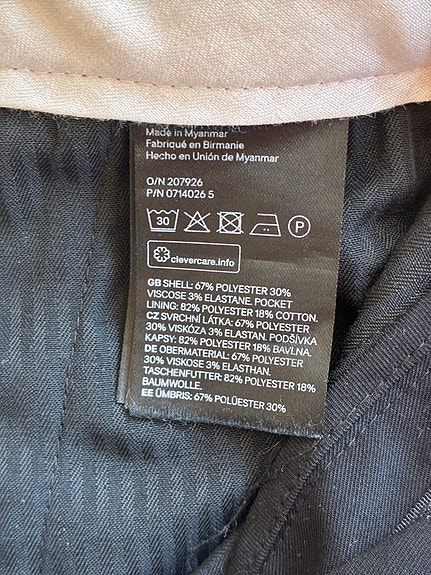 Made in Myanmar
Fabriqué en Birmanie
Hecho en Unión de Myanmar
O/N 207926
P/N 0714026 5
30
P
clevercare.info
GB SHELL: 67% POLYESTER 30%
VISCOSE 3% ELASTANE. POCKET
LINING: 82% POLYESTER 18% COTTON.
CZ SVRCHNÍ LÁTKA: 67% POLYESTER
30% VISKÓZA 3% ELASTAN. PODŠÍVKA
KAPSY: 82% POLYESTER 18% BAVLNA.
DE OBERMATERIAL: 67% POLYESTER
30% VISKOSE 3% ELASTHAN.
TASCHENFUTTER: 82% POLYESTER 18%
BAUMWOLLE.
EE ÜMBRIS: 67% POLÜESTER 30%